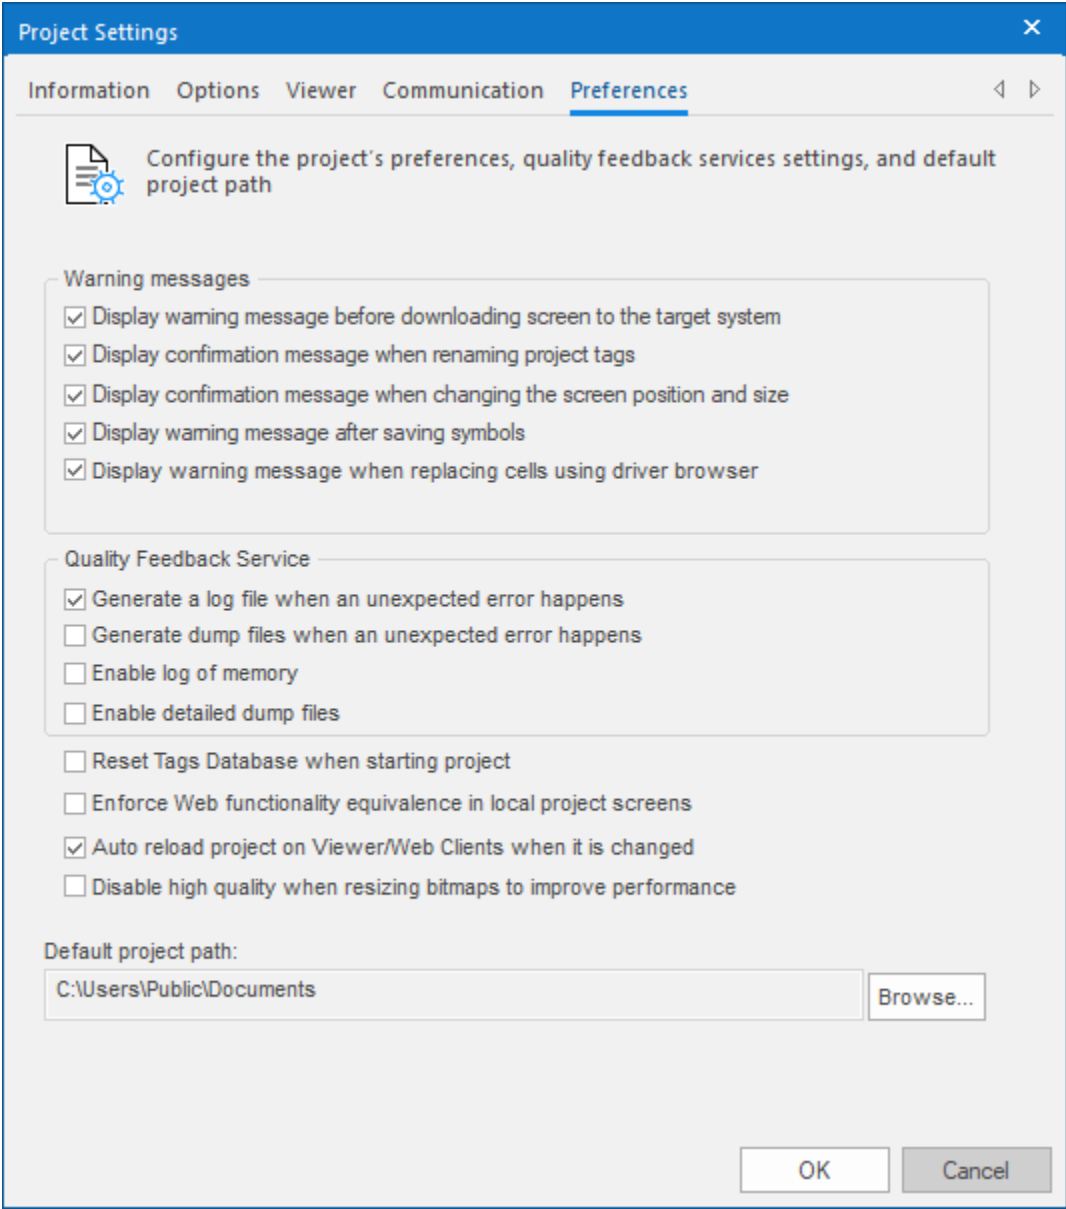 Project Settings
Information Options Viewer Communication Preferences
Configure the project's preferences, quality feedback services settings, and default
project path
Warning messages
Display warning message before downloading screen to the target system
Display confirmation message when renaming project tags
Display confirmation message when changing the screen position and size
Display warning message after saving symbols
Display warning message when replacing cells using driver browser
Quality Feedback Service
Generate a log file when an unexpected error happens
Generate dump files when an unexpected error happens
Enable log of memory
Enable detailed dump files
Reset Tags Database when starting project
Enforce Web functionality equivalence in local project screens
Auto reload project on Viewer/Web Clients when it is changed
Disable high quality when resizing bitmaps to improve performance
Default project path:
C:\Users\Public\Documents
Browse...
OK Cancel